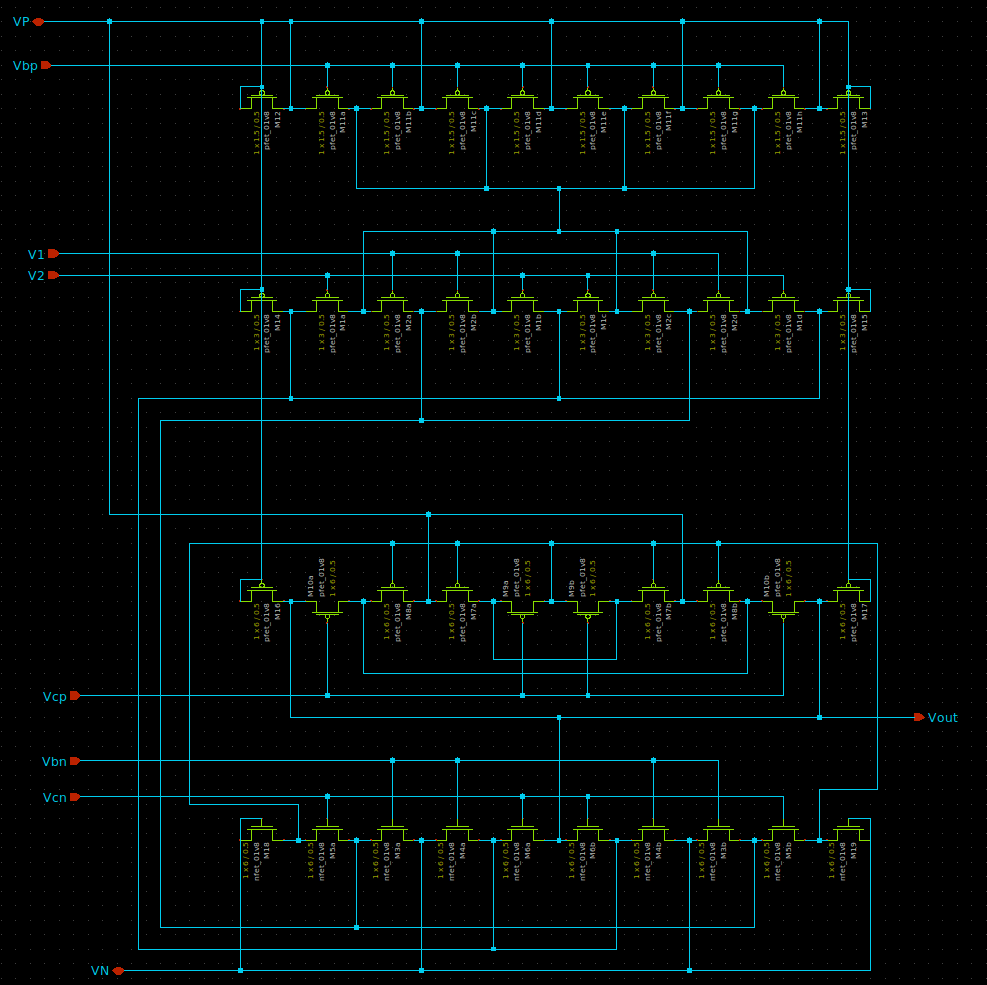 VP
Vbp
1 x 1.5 / 0.5 pfet_01v8 M12
1 x 1.5 / 0.5 pfet_01v8 M11a
1 x 1.5 / 0.5 pfet_01v8 M11b
1 x 1.5 / 0.5 pfet_01v8 M11c
1 x 1.5 / 0.5 pfet_01v8 M11d
1 x 1.5 / 0.5 pfet_01v8 M11e
1 x 1.5 / 0.5 pfet_01v8 M11f
1 x 1.5 / 0.5 pfet_01v8 M11g
1 x 1.5 / 0.5 pfet_01v8 M11h
1 x 1.5 / 0.5 pfet_01v8 M13
V1
V2
1 x 3 / 0.5 pfet_01v8 M14
1 x 3 / 0.5 pfet_01v8 M1a
1 x 3 / 0.5 pfet_01v8 M2a
1 x 3 / 0.5 pfet_01v8 M2b
1 x 3 / 0.5 pfet_01v8 M1b
1 x 3 / 0.5 pfet_01v8 M1c
1 x 3 / 0.5 pfet_01v8 M2c
1 x 3 / 0.5 pfet_01v8 M2d
1 x 3 / 0.5 pfet_01v8 M1d
1 x 3 / 0.5 pfet_01v8 M15
1 x 6 / 0.5 pfet_01v8 M16
M10a pfet_01v8 1 x 6 / 0.5
1 x 6 / 0.5 pfet_01v8 M8a
1 x 6 / 0.5 pfet_01v8 M7a
M9a pfet_01v8 1 x 6 / 0.5
M9b pfet_01v8 1 x 6 / 0.5
1 x 6 / 0.5 pfet_01v8 M7b
1 x 6 / 0.5 pfet_01v8 M8b
M10b pfet_01v8 1 x 6 / 0.5
1 x 6 / 0.5 pfet_01v8 M17
Vcp
Vout
Vbn
Vcn
1 x 6 / 0.5 nfet_01v8 M18
1 x 6 / 0.5 nfet_01v8 M5a
1 x 6 / 0.5 nfet_01v8 M3a
1 x 6 / 0.5 nfet_01v8 M4a
1 x 6 / 0.5 nfet_01v8 M6a
1 x 6 / 0.5 nfet_01v8 M6b
1 x 6 / 0.5 nfet_01v8 M4b
1 x 6 / 0.5 nfet_01v8 M3b
1 x 6 / 0.5 nfet_01v8 M5b
1 x 6 / 0.5 nfet_01v8 M19
VN